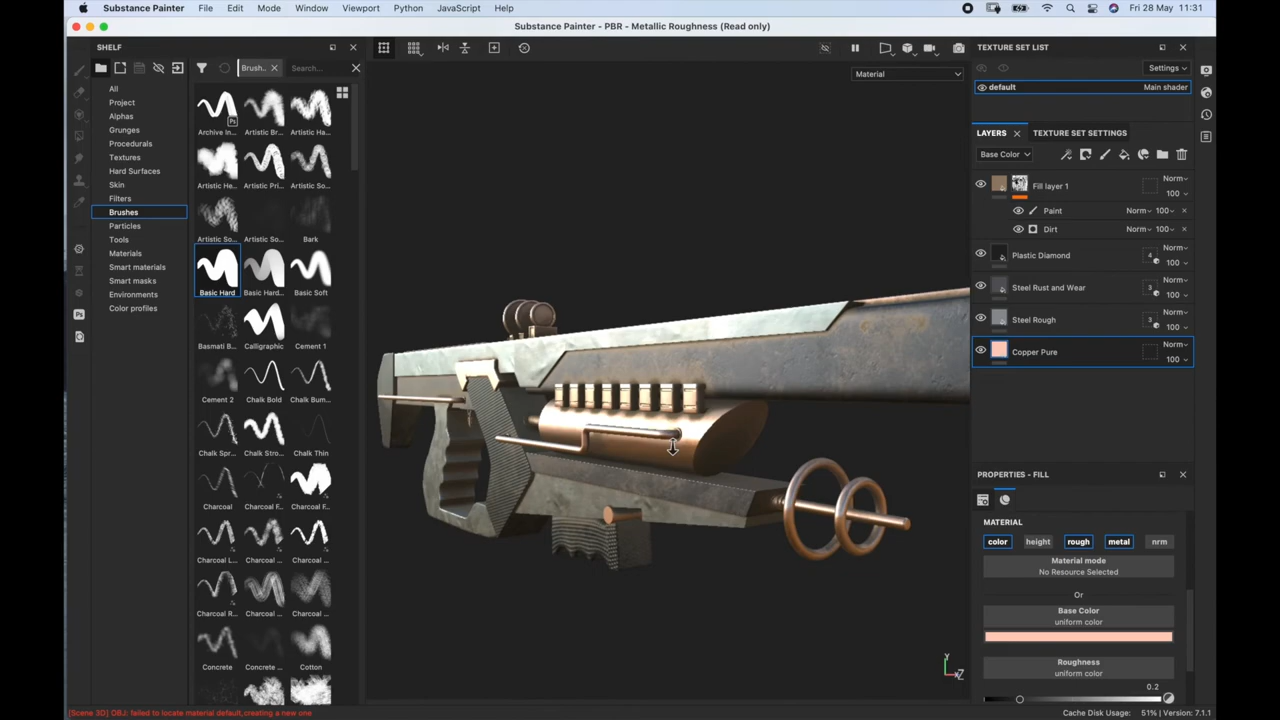 Substance Painter File Edit Mode Window Viewport Python JavaScript Help Fri 28 May 11:31
Substance Painter - PBR - Metallic Roughness (Read only)
SHELF
Brush..
Search...
All
Project
Alphas
Grunges
Procedurals
Textures
Hard Surfaces
Skin
Filters
Brushes
Particles
Tools
Materials
Smart materials
Smart masks
Environments
Color profiles
Ps
Ps
Archive In... Artistic Br... Artistic Ha...
Artistic He... Artistic Pri... Artistic So...
Artistic So... Artistic So... Bark
Basic Hard Basic Hard... Basic Soft
Basmati B... Calligraphic Cement 1
Cement 2 Chalk Bold Chalk Bum...
Chalk Spr... Chalk Stro... Chalk Thin
Charcoal Charcoal F... Charcoal F...
Charcoal L... Charcoal ... Charcoal ...
Charcoal R... Charcoal ... Charcoal ...
Concrete Concrete ... Cotton
Material
Y
Z
TEXTURE SET LIST
Settings
default Main shader
LAYERS TEXTURE SET SETTINGS
Base Color
Fill layer 1 Norm
100
Paint Norm 100
Dirt Norm 100
Plastic Diamond 4 Norm
100
Steel Rust and Wear 3 Norm
100
Steel Rough 3 Norm
100
Copper Pure Norm
100
PROPERTIES - FILL
MATERIAL
color height rough metal nrm
Material mode
No Resource Selected
Or
Base Color
uniform color
Roughness
uniform color
0.2
[Scene 3D] OBJ: failed to locate material default,creating a new one
Cache Disk Usage: 51% | Version: 7.1.1